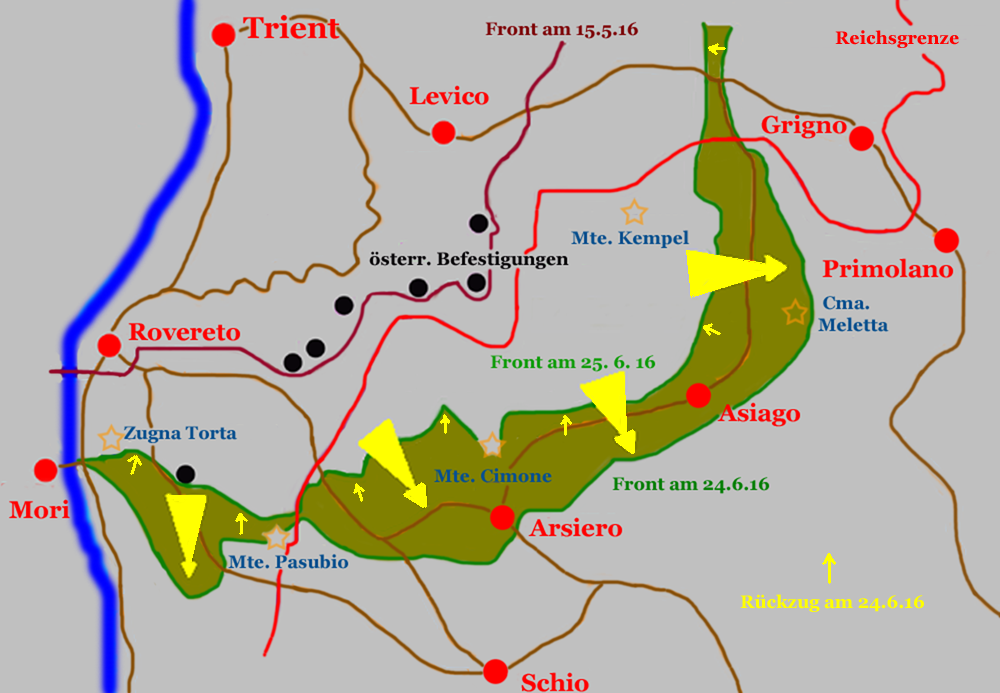 Trient
Front am 15.5.16
Reichsgrenze
Levico
Grigno
Mte. Kempel
österr. Befestigungen
Primolano
Cma.
Meletta
Rovereto
Front am 25. 6. 16
Asiago
Zugna Torta
Mte. Cimone
Front am 24.6.16
Mori
Arsiero
Mte. Pasubio
Rückzug am 24.6.16
Schio